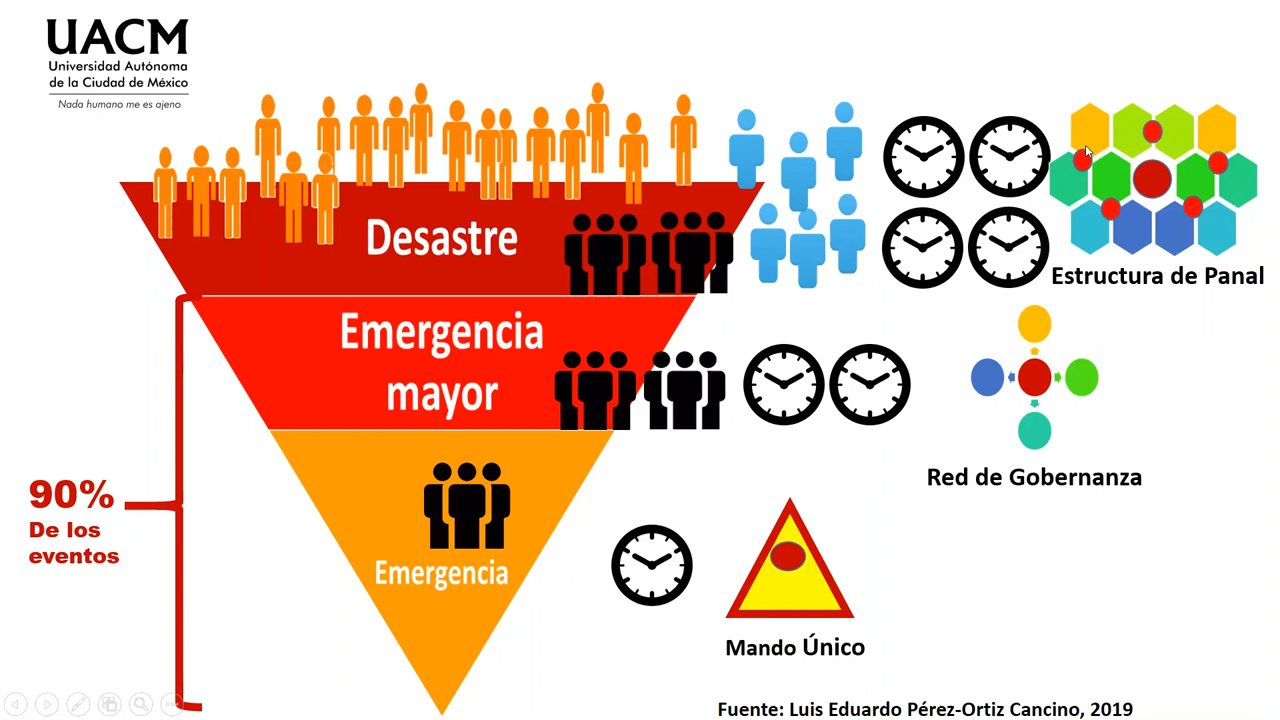 UACM
Universidad Autónoma
de la Ciudad de México
Nada humano me es ajeno
Desastre
Estructura de Panal
Emergencia
mayor
Red de Gobernanza
90%
De los
eventos
Emergencia
Mando Único
Fuente: Luis Eduardo Pérez-Ortiz Cancino, 2019